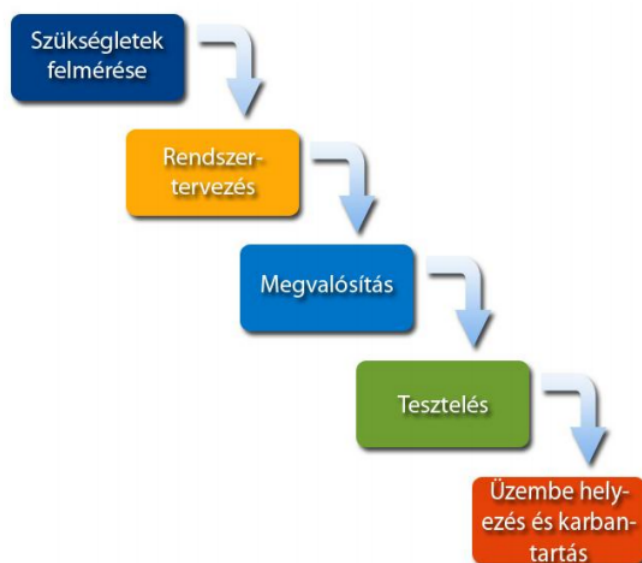 Szükségletek
felmérése
Rendszer-
tervezés
Megvalósítás
Tesztelés
Üzembe hely-
ezés és karban-
tartás